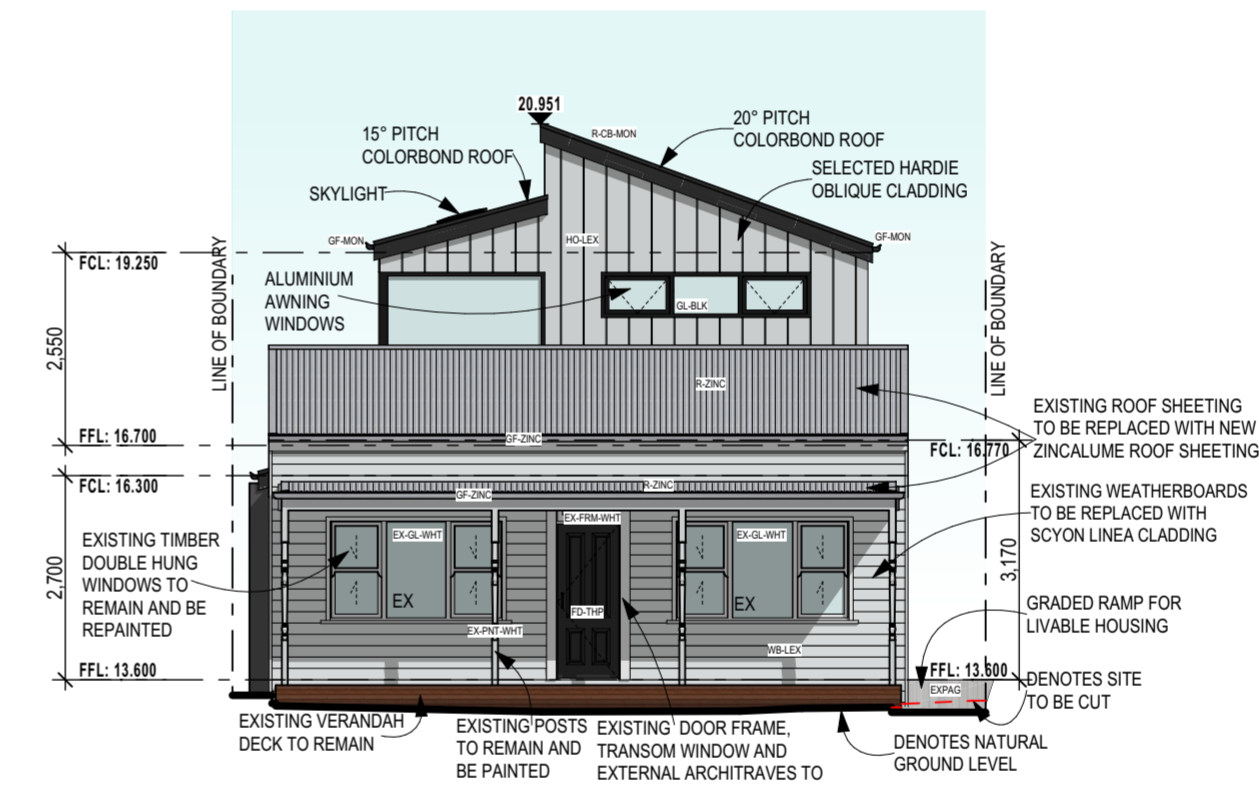 20.951
R-CB-MON
15° PITCH
COLORBOND ROOF
20° PITCH
COLORBOND ROOF
SKYLIGHT
SELECTED HARDIE
OBLIQUE CLADDING
GF-MON
HO-LEX
GF-MON
FCL: 19.250
LINE OF BOUNDARY
LINE OF BOUNDARY
ALUMINIUM
AWNING
WINDOWS
GL-BLK
2,550
R-ZINC
EXISTING ROOF SHEETING
TO BE REPLACED WITH NEW
ZINCALUME ROOF SHEETING
FFL: 16.700
GF-ZINC
FCL: 16.770
FCL: 16.300
GF-ZINC
R-ZINC
EXISTING WEATHERBOARDS
TO BE REPLACED WITH
SCYON LINEA CLADDING
EX-FRM-WHT
EX-GL-WHT
EX-GL-WHT
EXISTING TIMBER
DOUBLE HUNG
WINDOWS TO
REMAIN AND BE
REPAINTED
2,700
3,170
EX
EX
FD-THP
EX-PNT-WHT
WB-LEX
GRADED RAMP FOR
LIVABLE HOUSING
FFL: 13.600
FFL: 13.600
EXPAG
DENOTES SITE
TO BE CUT
EXISTING VERANDAH
DECK TO REMAIN
EXISTING POSTS
TO REMAIN AND
BE PAINTED
EXISTING DOOR FRAME,
TRANSOM WINDOW AND
EXTERNAL ARCHITRAVES TO
DENOTES NATURAL
GROUND LEVEL